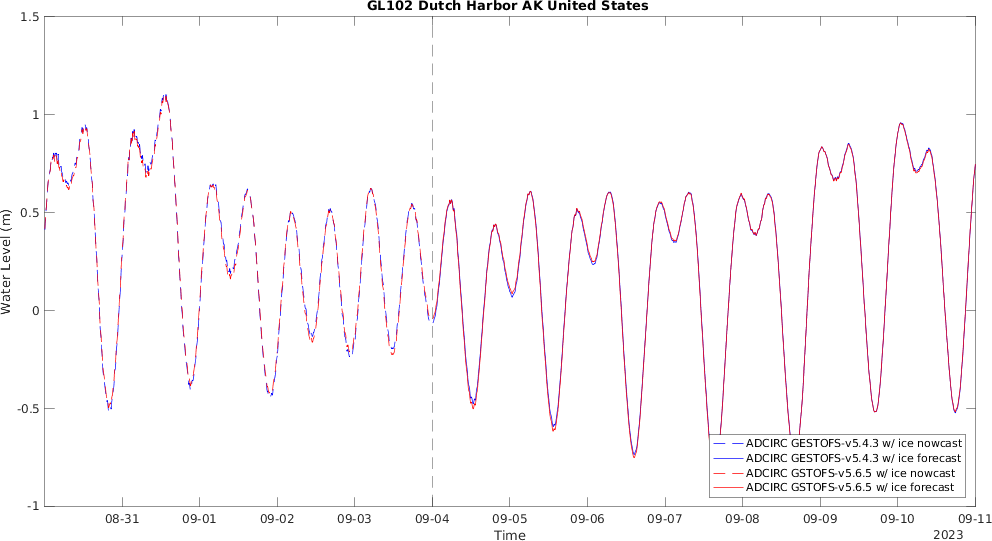 GL102 Dutch Harbor AK United States
1.5
1
0.5
0
-0.5
-1
Water Level (m)
ADCIRC GESTOFS-v5.4.3 w/ ice nowcast
ADCIRC GESTOFS-v5.4.3 w/ ice forecast
ADCIRC GSTOFS-v5.6.5 w/ ice nowcast
ADCIRC GSTOFS-v5.6.5 w/ ice forecast
08-31 09-01 09-02 09-03 09-04 09-05 09-06 09-07 09-08 09-09 09-10 09-11
Time
2023